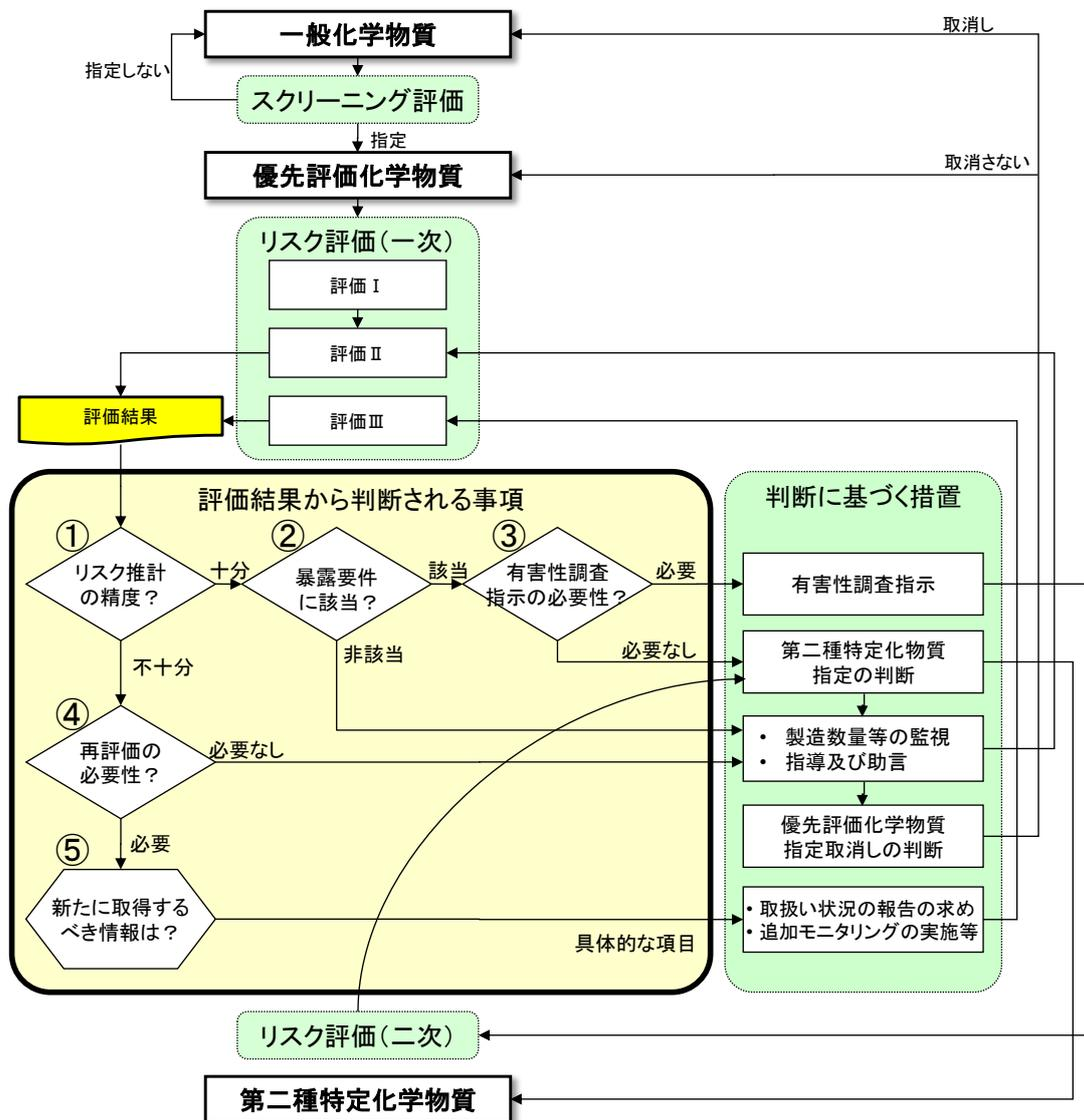 一般化学物質
取消し
指定しない
スクリーニング評価
指定
優先評価化学物質
取消さない
リスク評価(一次)
評価Ⅰ
評価Ⅱ
評価Ⅲ
評価結果
評価結果から判断される事項
①
リスク推計
の精度?
十分
②
暴露要件
に該当?
該当
③
有害性調査
指示の必要性?
必要
必要なし
非該当
不十分
④
再評価の
必要性?
必要なし
必要
⑤
新たに取得する
べき情報は?
具体的な項目
判断に基づく措置
有害性調査指示
第二種特定化物質
指定の判断
・ 製造数量等の監視
・ 指導及び助言
優先評価化学物質
指定取消しの判断
・取扱い状況の報告の求め
・追加モニタリングの実施等
リスク評価(二次)
第二種特定化学物質